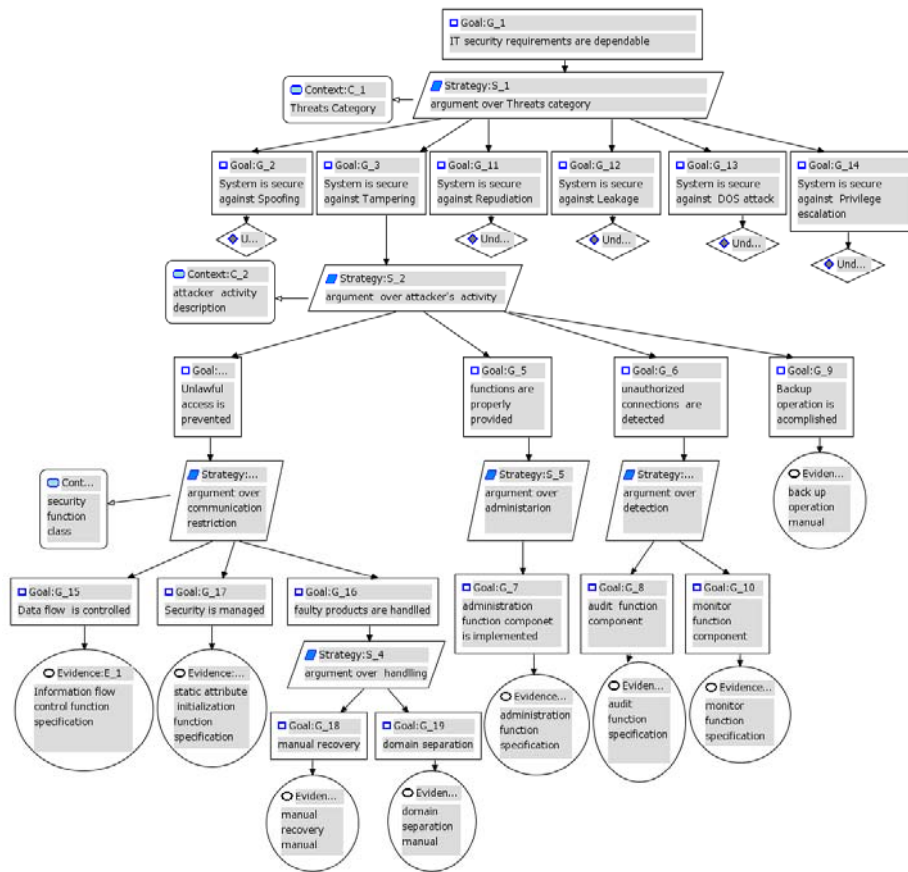 Goal:G_1
IT security requirements are dependable
Context:C_1
Threats Category
Strategy:S_1
argument over Threats category
Goal:G_2
System is secure
against Spoofing
Goal:G_3
System is secure
against Tampering
Goal:G_11
System is secure
against Repudiation
Goal:G_12
System is secure
against Leakage
Goal:G_13
System is secure
against DOS attack
Goal:G_14
System is secure
against Privilege
escalation
U...
Und...
Und...
Und...
Und...
Context:C_2
attacker activity
description
Strategy:S_2
argument over attacker's activity
Goal:...
Unlawful
access is
prevented
Goal:G_5
functions are
properly
provided
Goal:G_6
unauthorized
connections are
detected
Goal:G_9
Backup
operation is
acomplished
Cont...
security
function
class
Strategy:...
argument over
communication
restriction
Strategy:S_5
argument over
administarion
Strategy:...
argument over
detection
Eviden...
back up
operation
manual
Goal:G_15
Data flow is controlled
Goal:G_17
Security is managed
Goal:G_16
faulty products are handlled
Goal:G_7
administration
function componet
is implemented
Goal:G_8
audit function
component
Goal:G_10
monitor
function
component
Evidence:E_1
Information flow
control function
specification
Evidence:...
static attribute
initialization
function
specification
Strategy:S_4
argument over handlling
Goal:G_18
manual recovery
Goal:G_19
domain separation
Evidence...
administration
function
specification
Eviden...
audit
function
specification
Evidence...
monitor
function
specification
Eviden...
manual
recovery
manual
Eviden...
domain
separation
manual